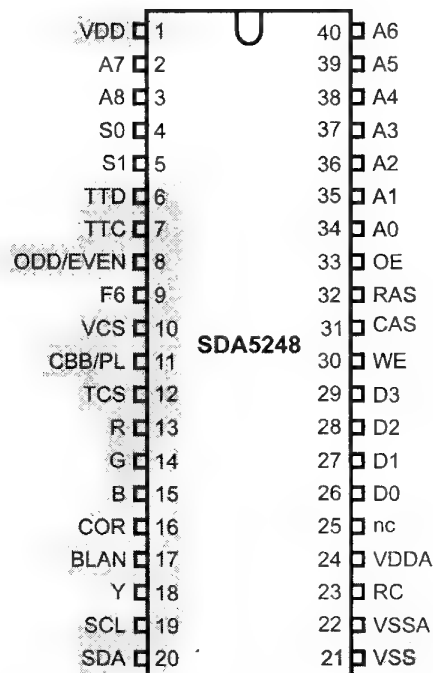 VDD 1 40 A6
A7 2 39 A5
A8 3 38 A4
S0 4 37 A3
S1 5 36 A2
TTD 6 35 A1
TTC 7 34 A0
ODD/EVEN 8 33 OE
F6 9 32 RAS
VCS 10 31 CAS
SDA5248
CBB/PL 11 30 WE
TCS 12 29 D3
R 13 28 D2
G 14 27 D1
B 15 26 D0
COR 16 25 nc
BLAN 17 24 VDDA
Y 18 23 RC
SCL 19 22 VSSA
SDA 20 21 VSS